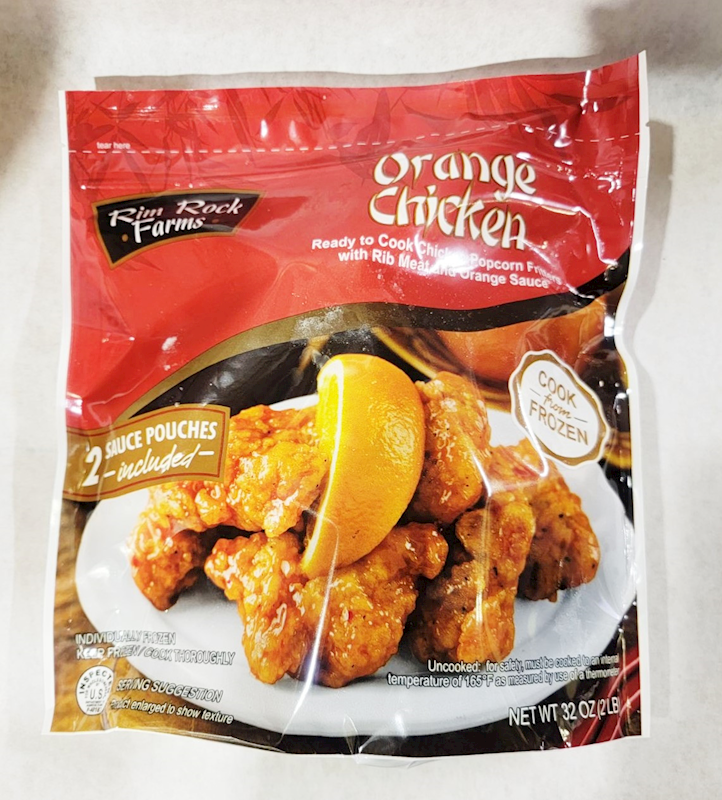 tear here
Orange
Chicken
Rim Rock
Farms
Ready to Cook Popcorn
with Rib Meat and Orange Sauce
COOK
from
FROZEN
2 SAUCE POUCHES
included
INDIVIDUALLY FROZEN
KEEP FROZEN/COOK THOROUGHLY
Uncooked: for safety, must be cooked to an internal
temperature of 165°F as measured by use of a thermometer
SERVING SUGGESTION
Product enlarged to show texture
U.S.
NET WT 32 OZ (2 LB)